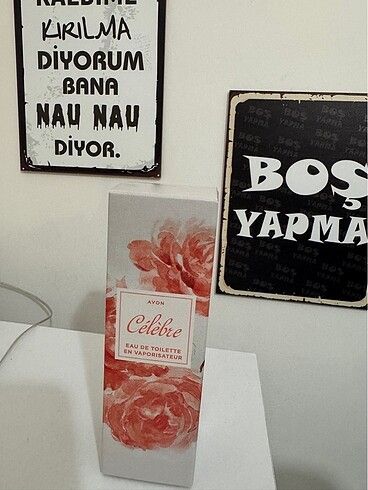 KALBİME
KIRILMA
DİYORUM
BANA
NAU NAU
DİYOR.
BOŞ
YAPMA
AVON
Célèbre
EAU DE TOILETTE
EN VAPORISATEUR